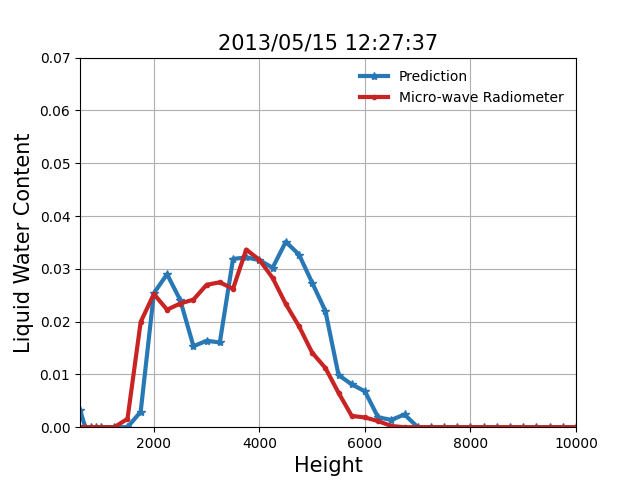 2013/05/15 12:27:37
Prediction
Micro-wave Radiometer
Liquid Water Content
0.07
0.06
0.05
0.04
0.03
0.02
0.01
0.00
2000 4000 6000 8000 10000
Height